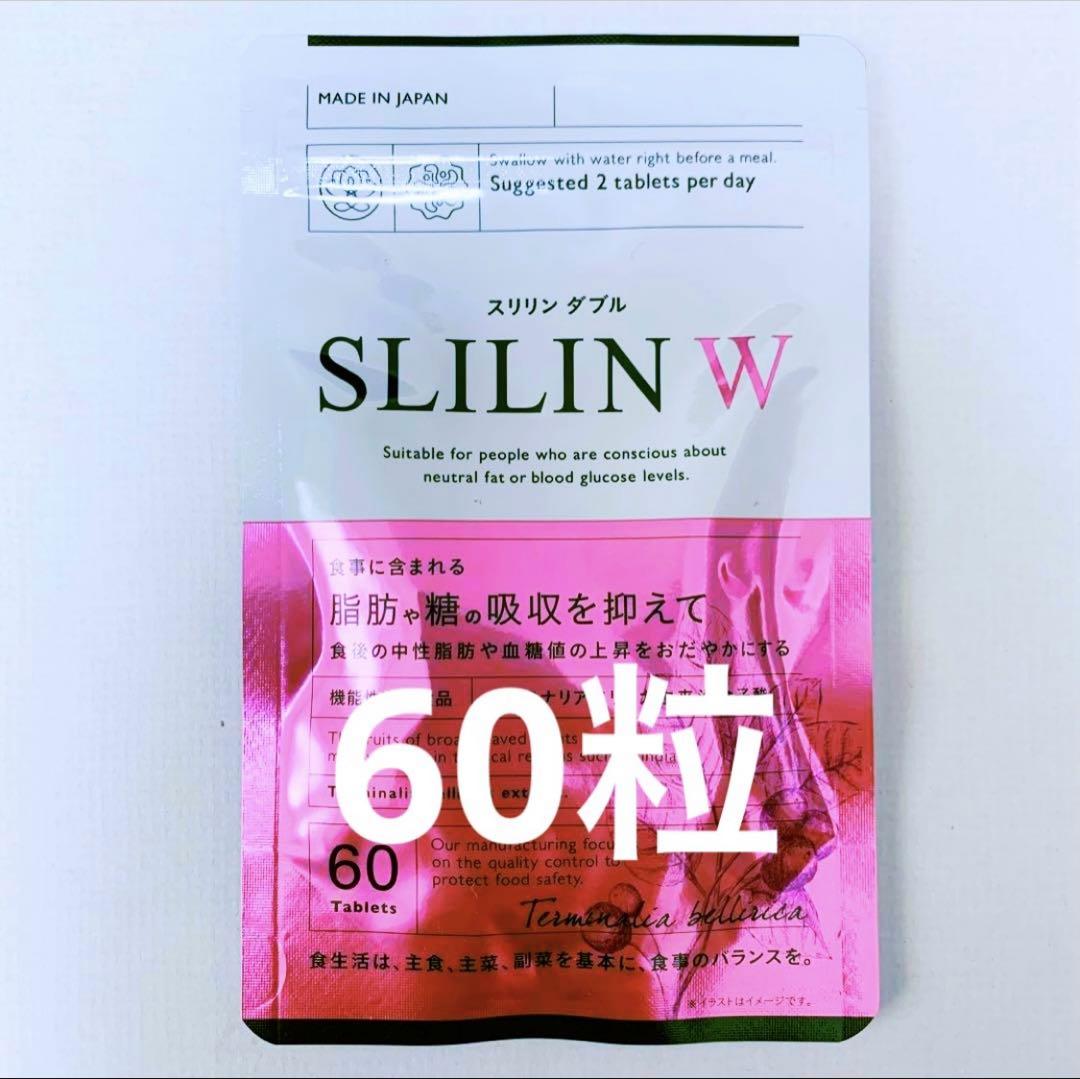 MADE IN JAPAN
Swallow with water right before a meal.
Suggested 2 tablets per day
スリリン ダブル
SLILIN W
Suitable for people who are conscious about
neutral fat or blood glucose levels.
食事に含まれる
脂肪や糖の吸収を抑えて
食後の中性脂肪や血糖値の上昇をおだやかにする
60粒
60
Tablets
Our manufacturing
on the quality control to
protect food safety.
Terminalia bellirica
食生活は、主食、主菜、副菜を基本に、食事のバランスを。
※イラストはイメージです。